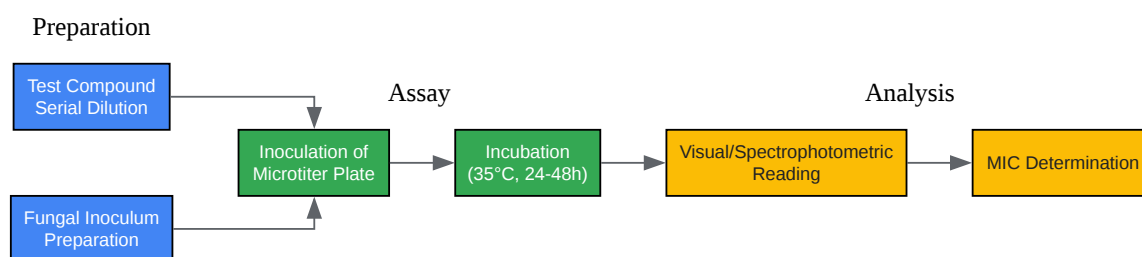 Preparation
Test Compound
Serial Dilution
Fungal Inoculum
Preparation
Assay
Inoculation of
Microtiter Plate
Incubation
(35°C, 24-48h)
Analysis
Visual/Spectrophotometric
Reading
MIC Determination